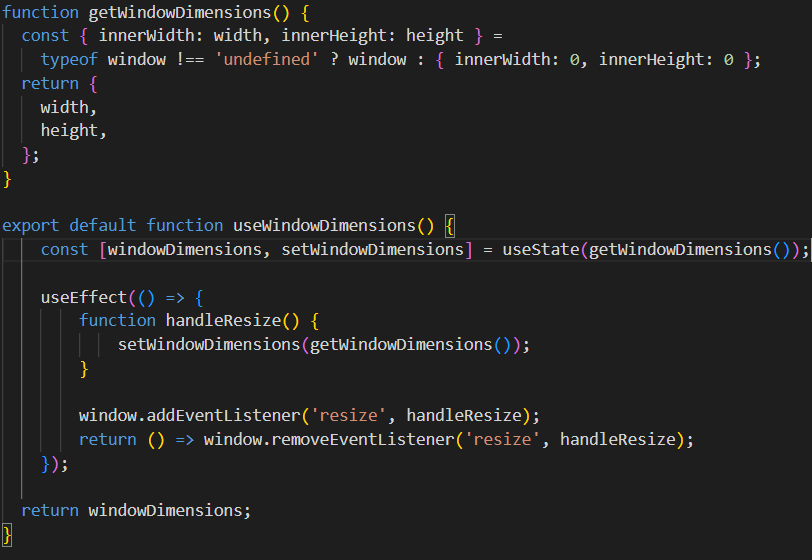 function getWindowDimensions() {
  const { innerWidth: width, innerHeight: height } =
    typeof window !== 'undefined' ? window : { innerWidth: 0, innerHeight: 0 };
  return {
    width,
    height,
  };
}

export default function useWindowDimensions() {
    const [windowDimensions, setWindowDimensions] = useState(getWindowDimensions());

    useEffect(() => {
        function handleResize() {
            setWindowDimensions(getWindowDimensions());
        }

        window.addEventListener('resize', handleResize);
        return () => window.removeEventListener('resize', handleResize);
    });

  return windowDimensions;
}